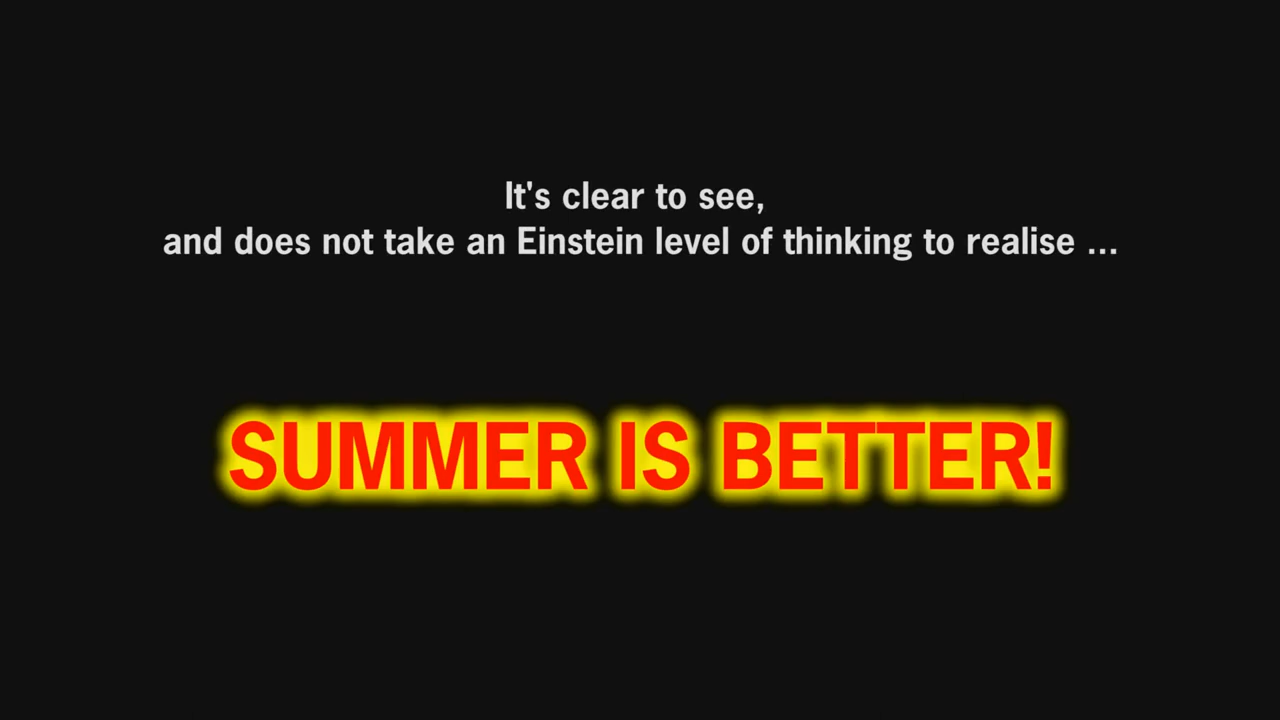 It's clear to see,
and does not take an Einstein level of thinking to realise ...
SUMMER IS BETTER!